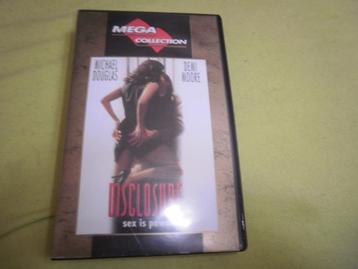 MEGA
COLLECTION
MICHAEL DEMI
DOUGLAS MOORE
DISCLOSURE
sex is power